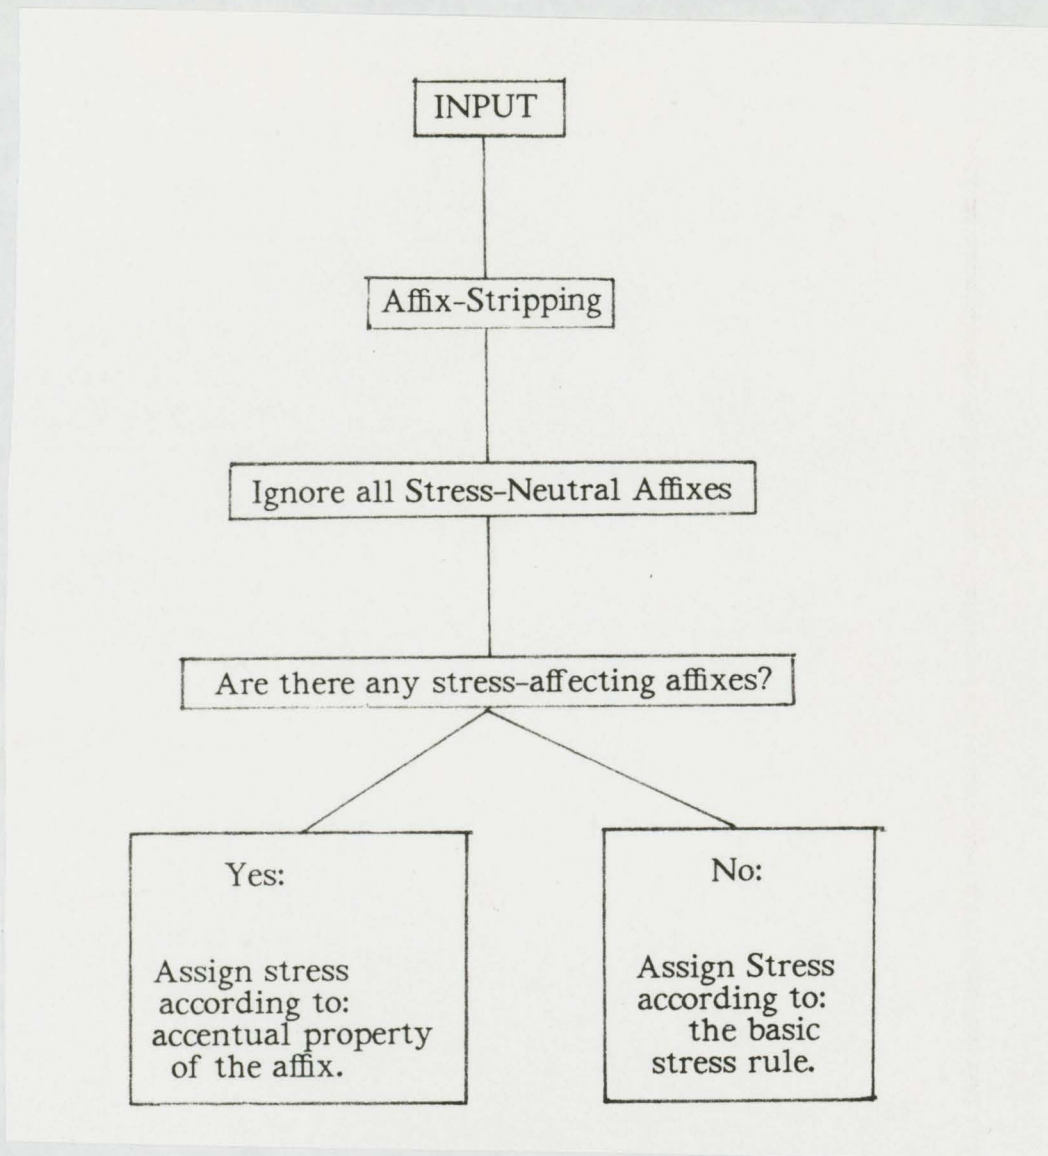 INPUT
Affix-Stripping
Ignore all Stress-Neutral Affixes
Are there any stress-affecting affixes?
Yes:
Assign stress
according to:
accentual property
of the affix.
No:
Assign Stress
according to:
the basic
stress rule.